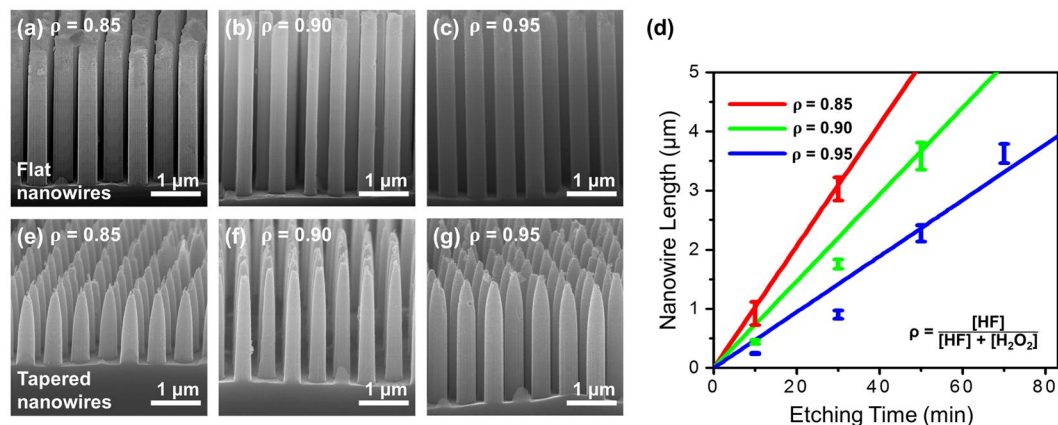 (a) ρ = 0.85
Flat
nanowires
1 μm
(b) ρ = 0.90
1 μm
(c) ρ = 0.95
1 μm
(d)
5
4
3
2
1
0
Nanowire Length (μm)
ρ = 0.85
ρ = 0.90
ρ = 0.95
ρ = [HF]
[HF] + [H₂O₂]
0 20 40 60 80
Etching Time (min)
(e) ρ = 0.85
Tapered
nanowires
1 μm
(f) ρ = 0.90
1 μm
(g) ρ = 0.95
1 μm